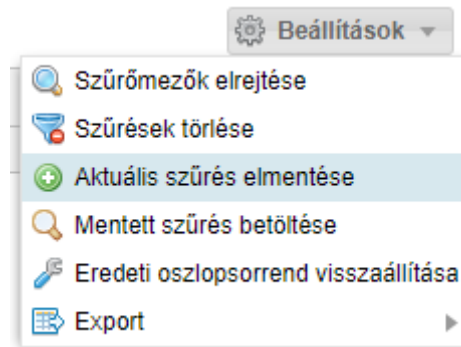 Beállítások
Szűrőmezők elrejtése
Szűrések törlése
Aktuális szűrés elmentése
Mentett szűrés betöltése
Eredeti oszlopsorrend visszaállítása
Export